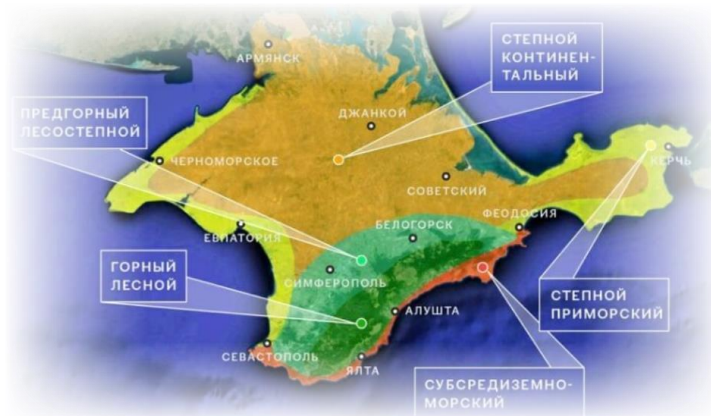 СТЕПНОЙ
КОНТИНЕН-
ТАЛЬНЫЙ
АРМЯНСК
ПРЕДГОРНЫЙ
ЛЕСОСТЕПНОЙ
ДЖАНКОЙ
ЧЕРНОМОРСКОЕ
КЕРЧЬ
СОВЕТСКИЙ
ФЕОДОСИЯ
БЕЛОГОРСК
ЕВПАТОРИЯ
ГОРНЫЙ
ЛЕСНОЙ
СИМФЕРОПОЛЬ
СТЕПНОЙ
ПРИМОРСКИЙ
АЛУШТА
СЕВАСТОПОЛЬ
ЯЛТА
СУБСРЕДИЗЕМНО-
МОРСКИЙ